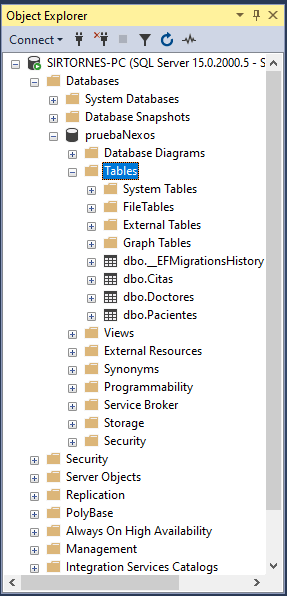 Object Explorer
Connect
SIRTORNES-PC (SQL Server 15.0.2000.5 - S
Databases
System Databases
Database Snapshots
pruebaNexos
Database Diagrams
Tables
System Tables
FileTables
External Tables
Graph Tables
dbo.__EFMigrationsHistory
dbo.Citas
dbo.Doctores
dbo.Pacientes
Views
External Resources
Synonyms
Programmability
Service Broker
Storage
Security
Security
Server Objects
Replication
PolyBase
Always On High Availability
Management
Integration Services Catalogs